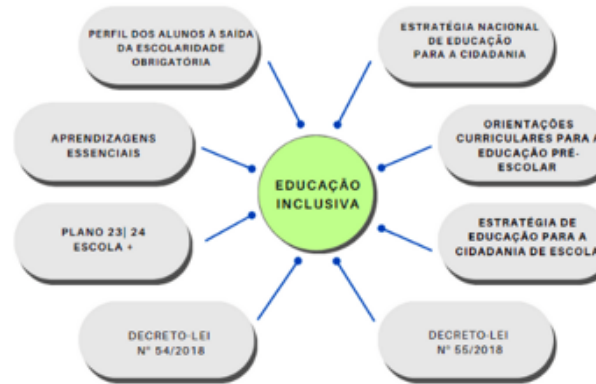 PERFIL DOS ALUNOS À SAÍDA
DA ESCOLARIDADE
OBRIGATÓRIA
ESTRATÉGIA NACIONAL
DE EDUCAÇÃO
PARA A CIDADANIA
APRENDIZAGENS
ESSENCIAIS
ORIENTAÇÕES
CURRICULARES PARA A
EDUCAÇÃO PRÉ-
ESCOLAR
EDUCAÇÃO
INCLUSIVA
PLANO 23| 24
ESCOLA +
ESTRATÉGIA DE
EDUCAÇÃO PARA A
CIDADANIA DE ESCOLA
DECRETO-LEI
Nº 54/2018
DECRETO-LEI
Nº 55/2018